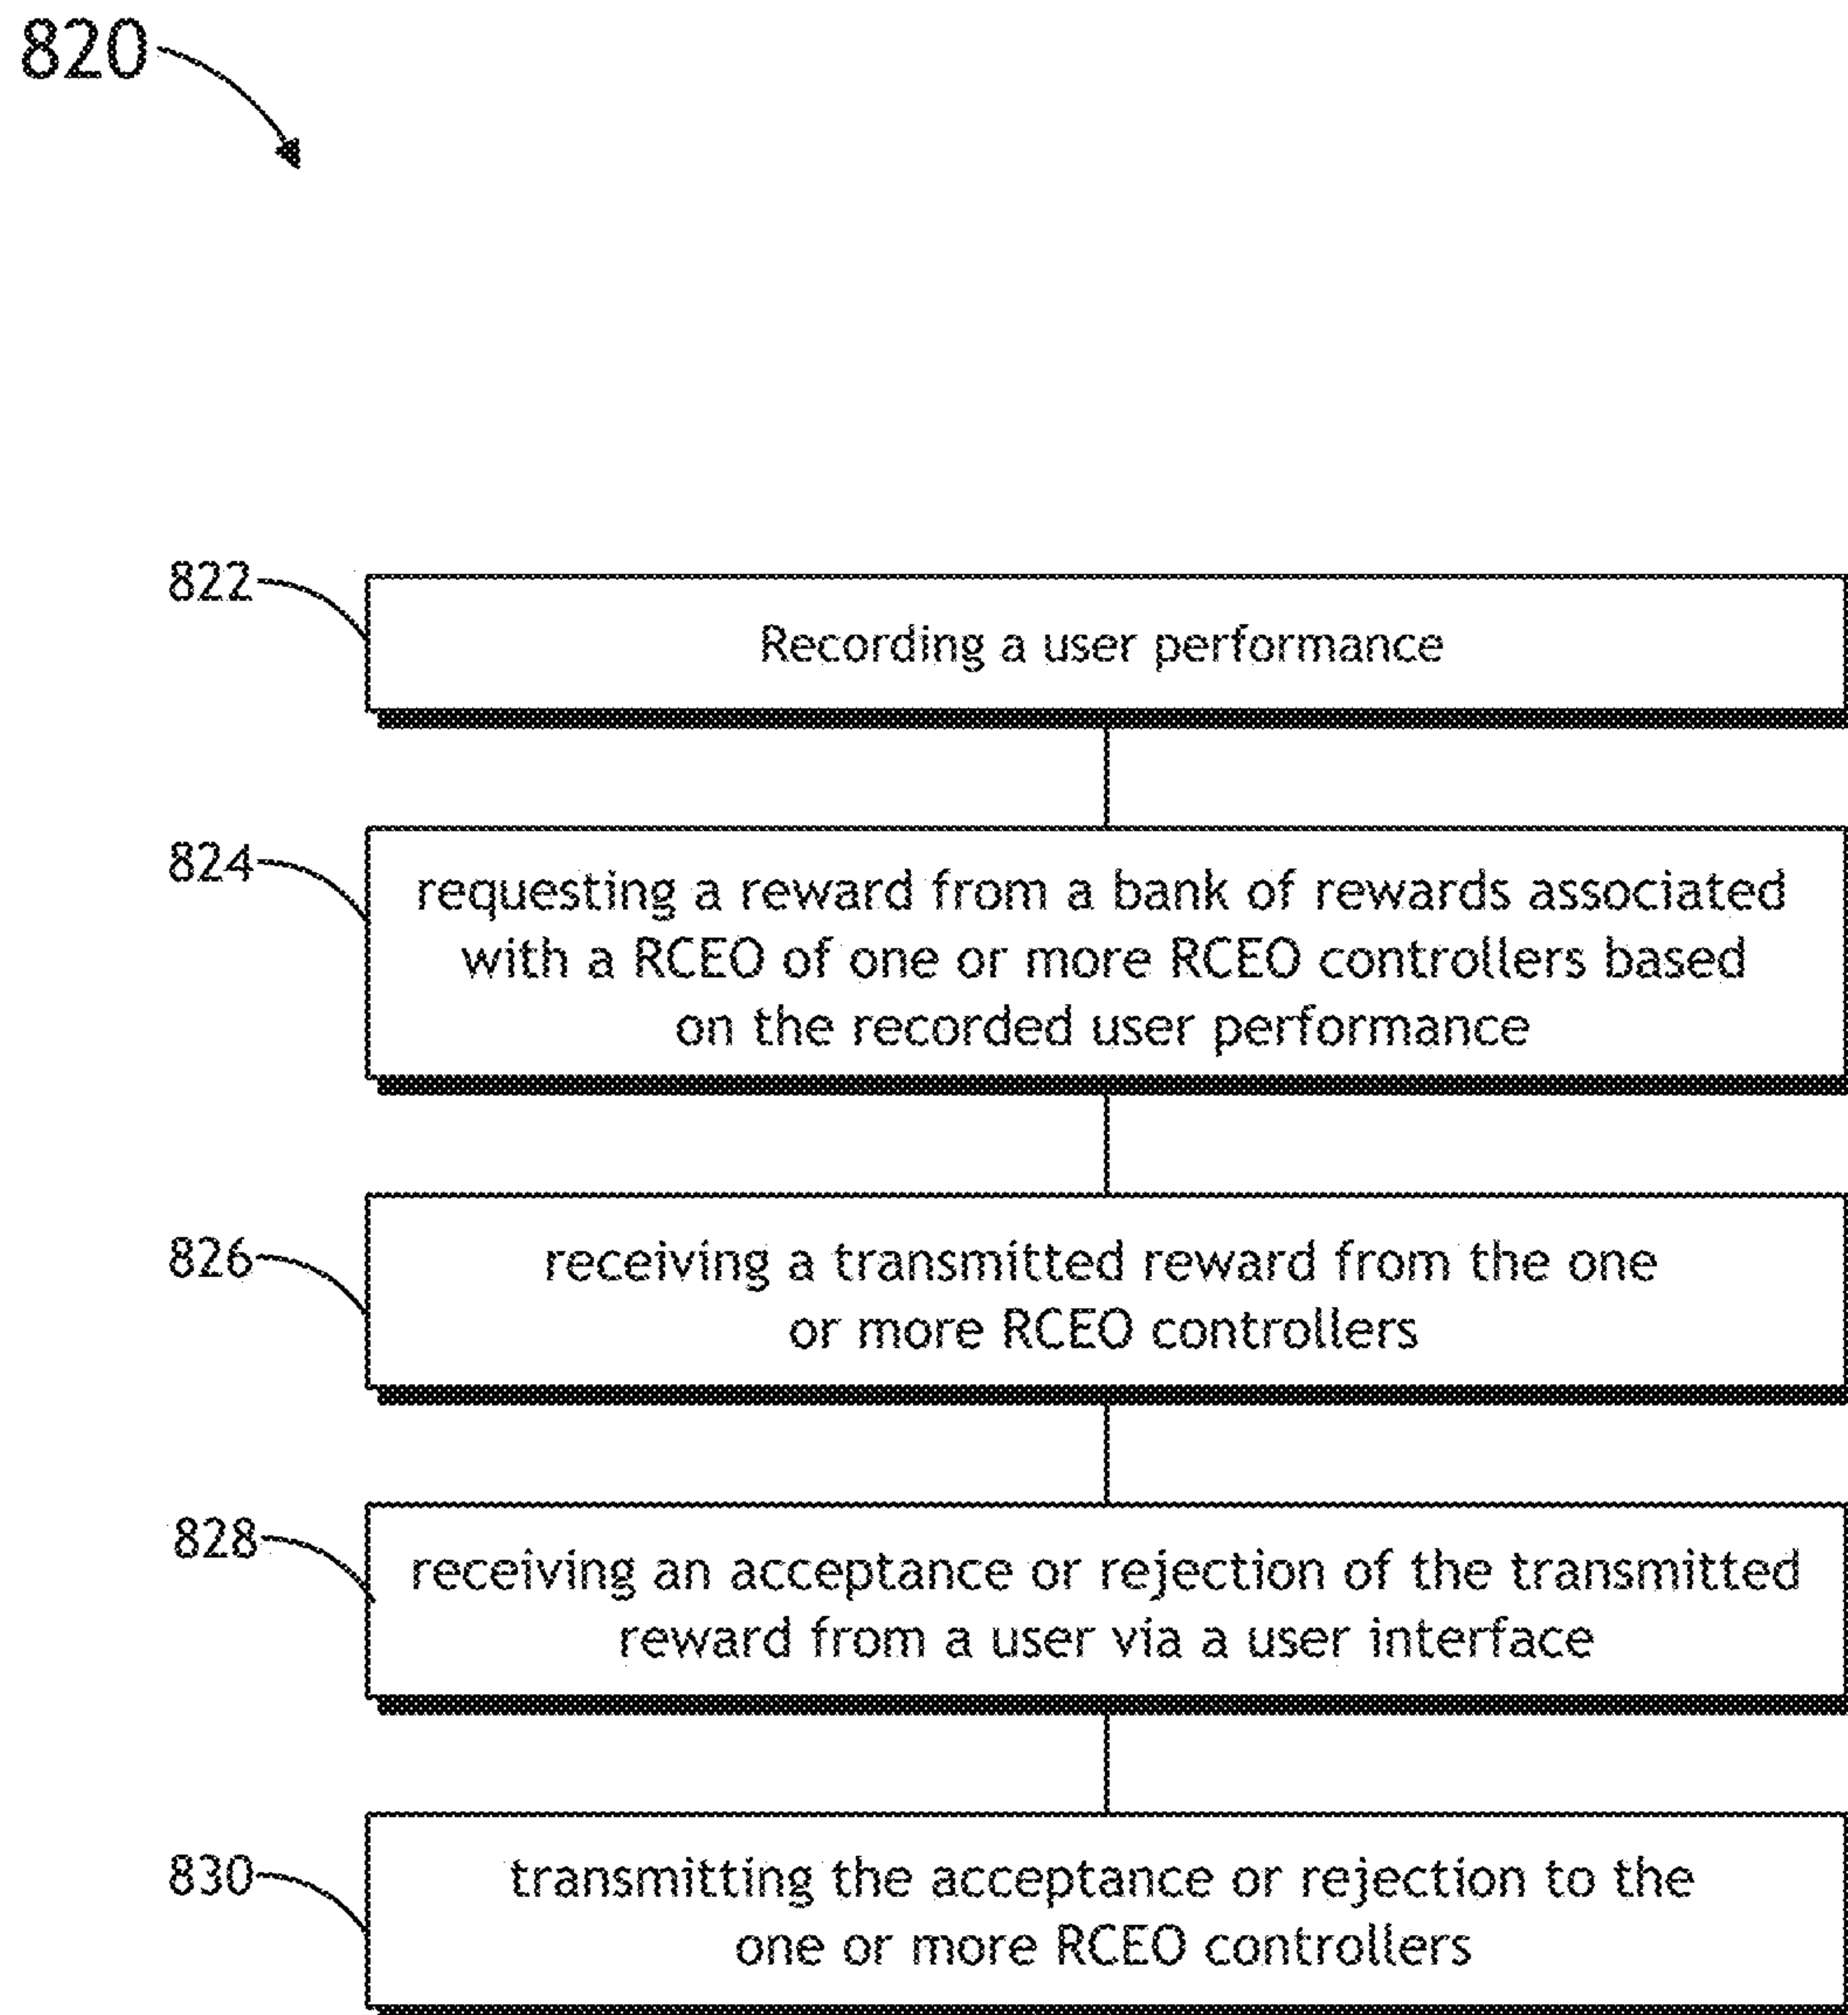 820
822
Recording a user performance
824
requesting a reward from a bank of rewards associated
with a RCEO of one or more RCEO controllers based
on the recorded user performance
826
receiving a transmitted reward from the one
or more RCEO controllers
828
receiving an acceptance or rejection of the transmitted
reward from a user via a user interface
830
transmitting the acceptance or rejection to the
one or more RCEO controllers